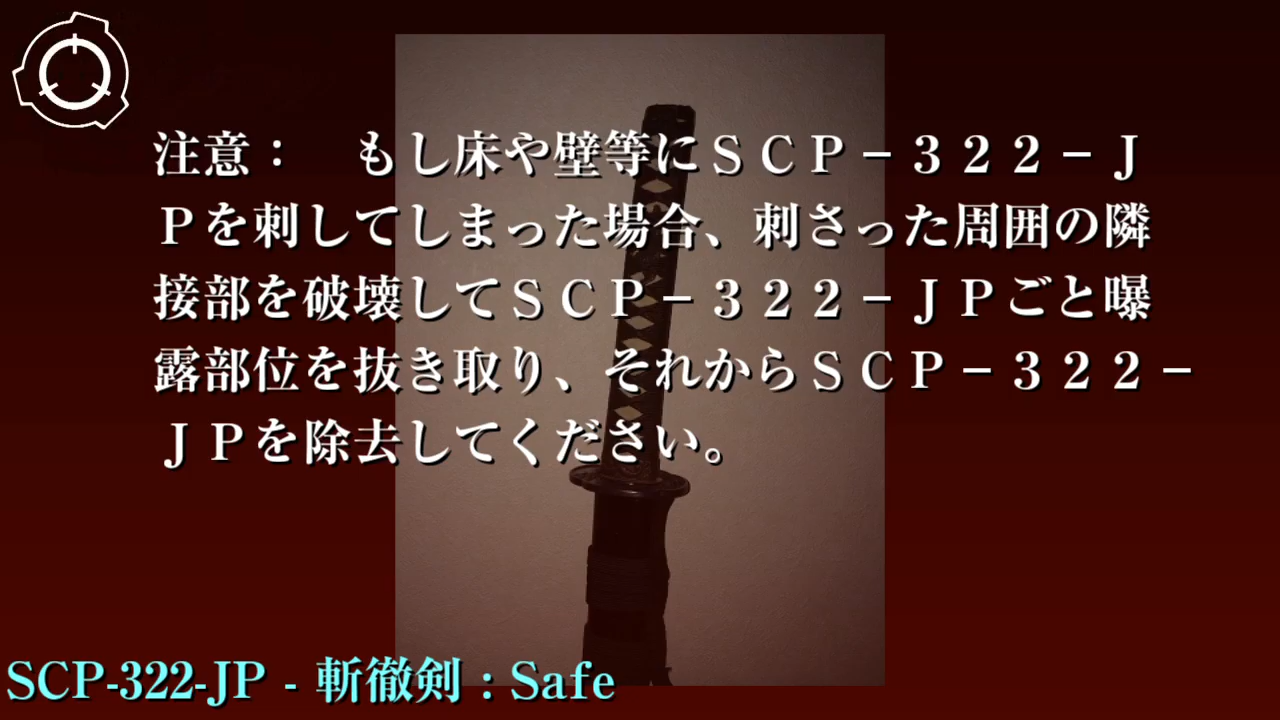 注意：　もし床や壁等にＳＣＰ－３２２－Ｊ
Ｐを刺してしまった場合、刺さった周囲の隣
接部を破壊してＳＣＰ－３２２－ＪＰごと曝
露部位を抜き取り、それからＳＣＰ－３２２－
ＪＰを除去してください。
SCP-322-JP - 斬徹剣：Safe